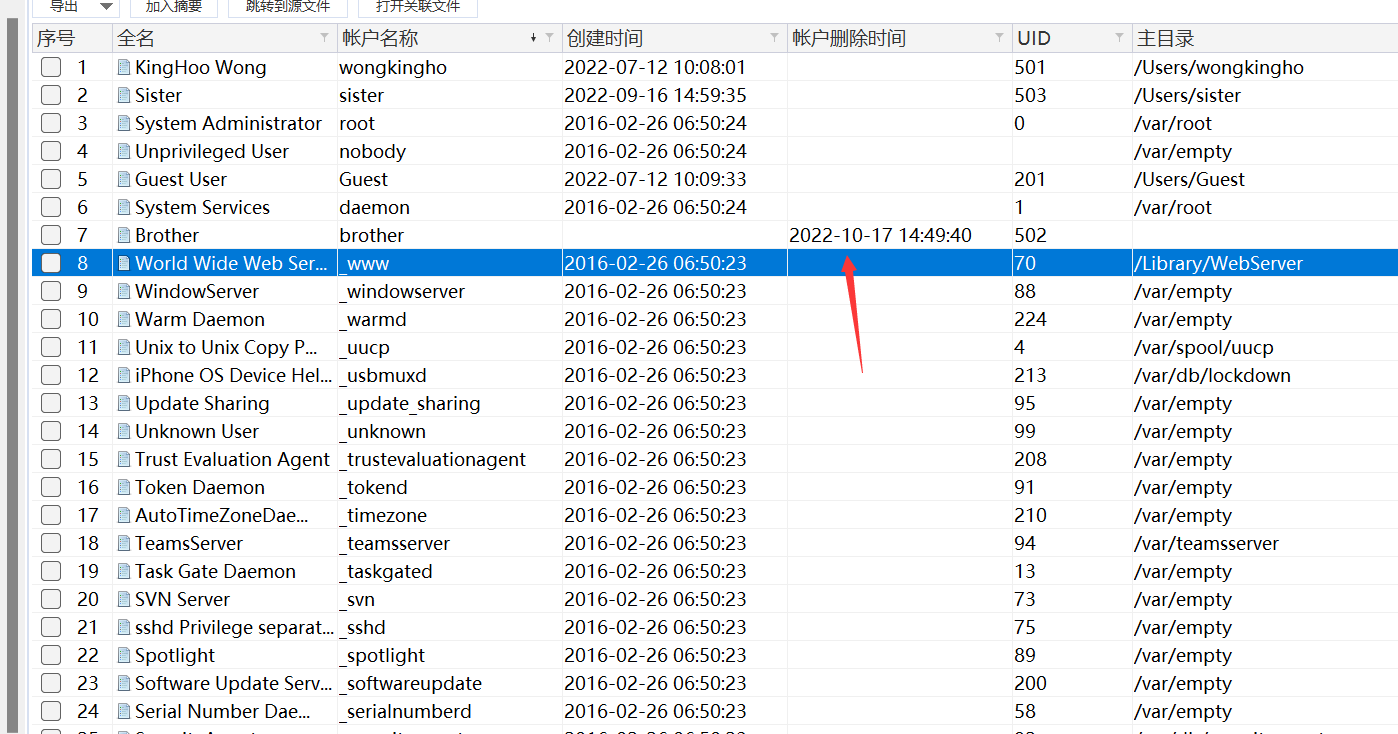 导出 加入摘要 跳转到源文件 打开关联文件
序号 全名 帐户名称 创建时间 帐户删除时间 UID 主目录
1 KingHoo Wong wongkingho 2022-07-12 10:08:01 501 /Users/wongkingho
2 Sister sister 2022-09-16 14:59:35 503 /Users/sister
3 System Administrator root 2016-02-26 06:50:24 0 /var/root
4 Unprivileged User nobody 2016-02-26 06:50:24 /var/empty
5 Guest User Guest 2022-07-12 10:09:33 201 /Users/Guest
6 System Services daemon 2016-02-26 06:50:24 1 /var/root
7 Brother brother 2022-10-17 14:49:40 502
8 World Wide Web Ser... _www 2016-02-26 06:50:23 70 /Library/WebServer
9 WindowServer _windowserver 2016-02-26 06:50:23 88 /var/empty
10 Warm Daemon _warmd 2016-02-26 06:50:23 224 /var/empty
11 Unix to Unix Copy P... _uucp 2016-02-26 06:50:23 4 /var/spool/uucp
12 iPhone OS Device Hel... _usbmuxd 2016-02-26 06:50:23 213 /var/db/lockdown
13 Update Sharing _update_sharing 2016-02-26 06:50:23 95 /var/empty
14 Unknown User _unknown 2016-02-26 06:50:23 99 /var/empty
15 Trust Evaluation Agent _trustevaluationagent 2016-02-26 06:50:23 208 /var/empty
16 Token Daemon _tokend 2016-02-26 06:50:23 91 /var/empty
17 AutoTimeZoneDae... _timezone 2016-02-26 06:50:23 210 /var/empty
18 TeamsServer _teamsserver 2016-02-26 06:50:23 94 /var/teamsserver
19 Task Gate Daemon _taskgated 2016-02-26 06:50:23 13 /var/empty
20 SVN Server _svn 2016-02-26 06:50:23 73 /var/empty
21 sshd Privilege separat... _sshd 2016-02-26 06:50:23 75 /var/empty
22 Spotlight _spotlight 2016-02-26 06:50:23 89 /var/empty
23 Software Update Serv... _softwareupdate 2016-02-26 06:50:23 200 /var/empty
24 Serial Number Dae... _serialnumberd 2016-02-26 06:50:23 58 /var/empty